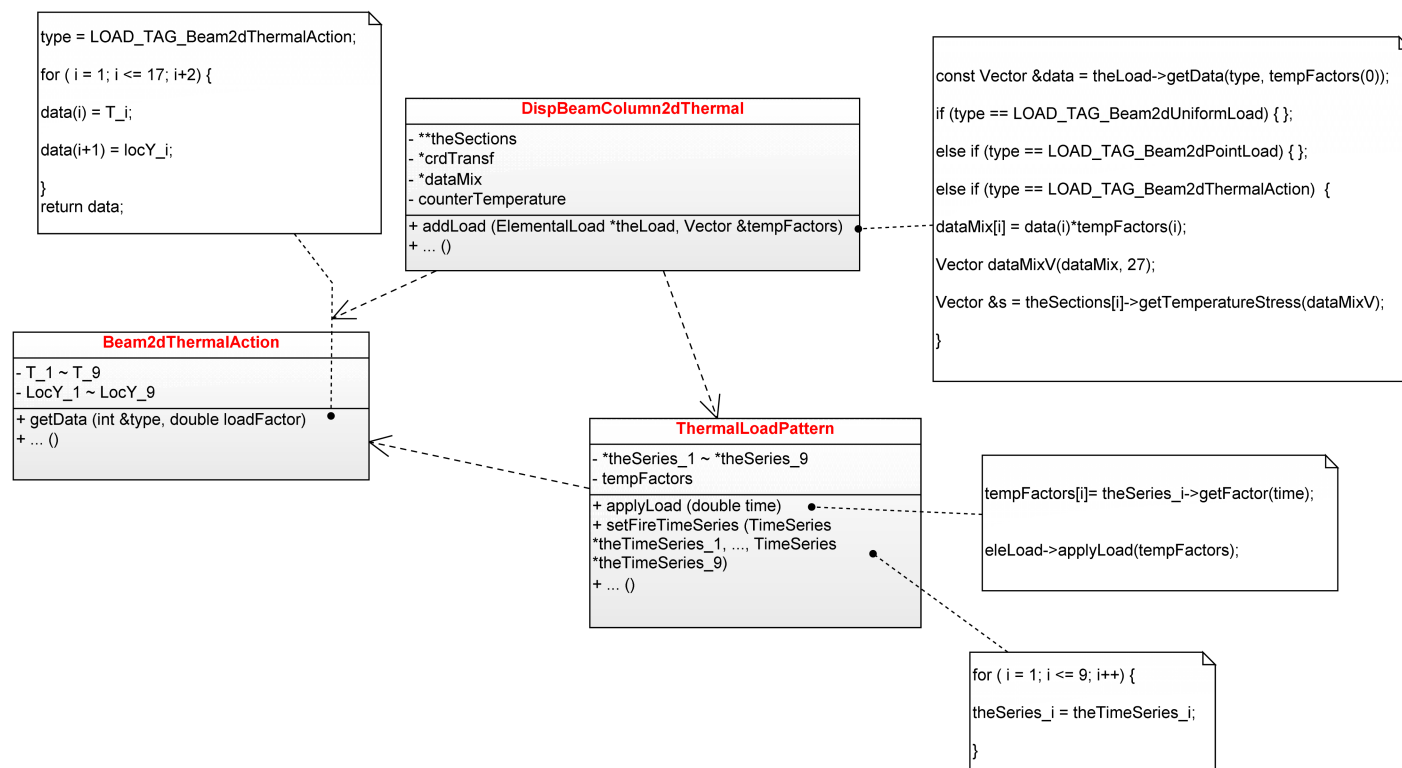 type = LOAD_TAG_Beam2dThermalAction;
for ( i = 1; i <= 17; i+2) {
data(i) = T_i;
data(i+1) = locY_i;
}
return data;
DispBeamColumn2dThermal
- **theSections
- *crdTransf
- *dataMix
- counterTemperature
+ addLoad (ElementalLoad *theLoad, Vector &tempFactors)
+ ... ()
const Vector &data = theLoad->getData(type, tempFactors(0));
if (type == LOAD_TAG_Beam2dUniformLoad) { };
else if (type == LOAD_TAG_Beam2dPointLoad) { };
else if (type == LOAD_TAG_Beam2dThermalAction)  {
dataMix[i] = data(i)*tempFactors(i);
Vector dataMixV(dataMix, 27);
Vector &s = theSections[i]->getTemperatureStress(dataMixV);
}
Beam2dThermalAction
- T_1 ~ T_9
- LocY_1 ~ LocY_9
+ getData (int &type, double loadFactor)
+ ... ()
ThermalLoadPattern
- *theSeries_1 ~ *theSeries_9
- tempFactors
+ applyLoad (double time)
+ setFireTimeSeries (TimeSeries
*theTimeSeries_1, ..., TimeSeries
*theTimeSeries_9)
+ ... ()
tempFactors[i]= theSeries_i->getFactor(time);
eleLoad->applyLoad(tempFactors);
for ( i = 1; i <= 9; i++) {
theSeries_i = theTimeSeries_i;
}